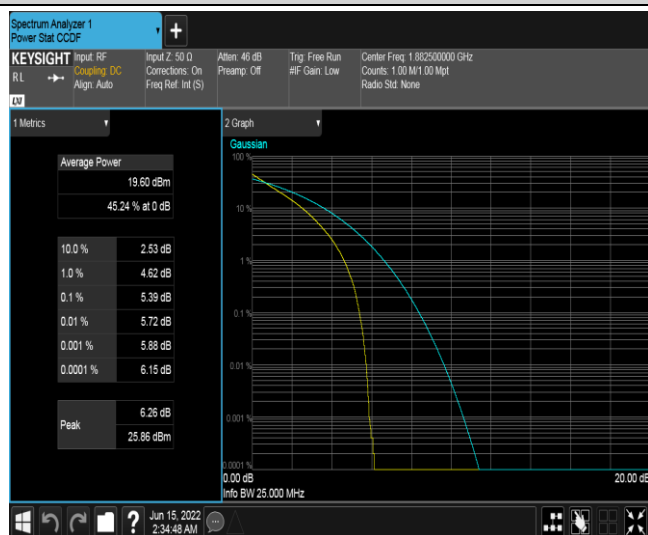 Spectrum Analyzer 1
Power Stat CCDF
+
KEYSIGHT
RL
LXI
Input: RF
Coupling: DC
Align: Auto
Input Z: 50 Ω
Corrections: On
Freq Ref: Int (S)
Atten: 46 dB
Preamp: Off
Trig: Free Run
#IF Gain: Low
Center Freq: 1.882500000 GHz
Counts: 1.00 M/1.00 Mpt
Radio Std: None
1 Metrics
Average Power
19.60 dBm
45.24 % at 0 dB
10.0 % 2.53 dB
1.0 % 4.62 dB
0.1 % 5.39 dB
0.01 % 5.72 dB
0.001 % 5.88 dB
0.0001 % 6.15 dB
Peak
6.26 dB
25.86 dBm
2 Graph
Gaussian
100 %
10 %
1 %
0.1 %
0.01 %
0.001 %
0.0001 %
0.00 dB
20.00 dB
Info BW 25.000 MHz
?
Jun 15, 2022
2:34:48 AM